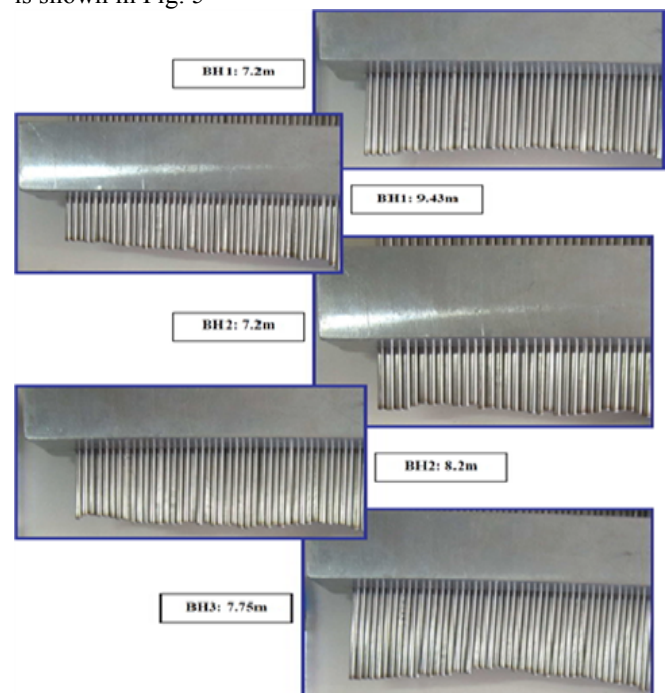 is shown in Fig. 5
BH1: 7.2m
BH1: 9.43m
BH2: 7.2m
BH2: 8.2m
BH3: 7.75m